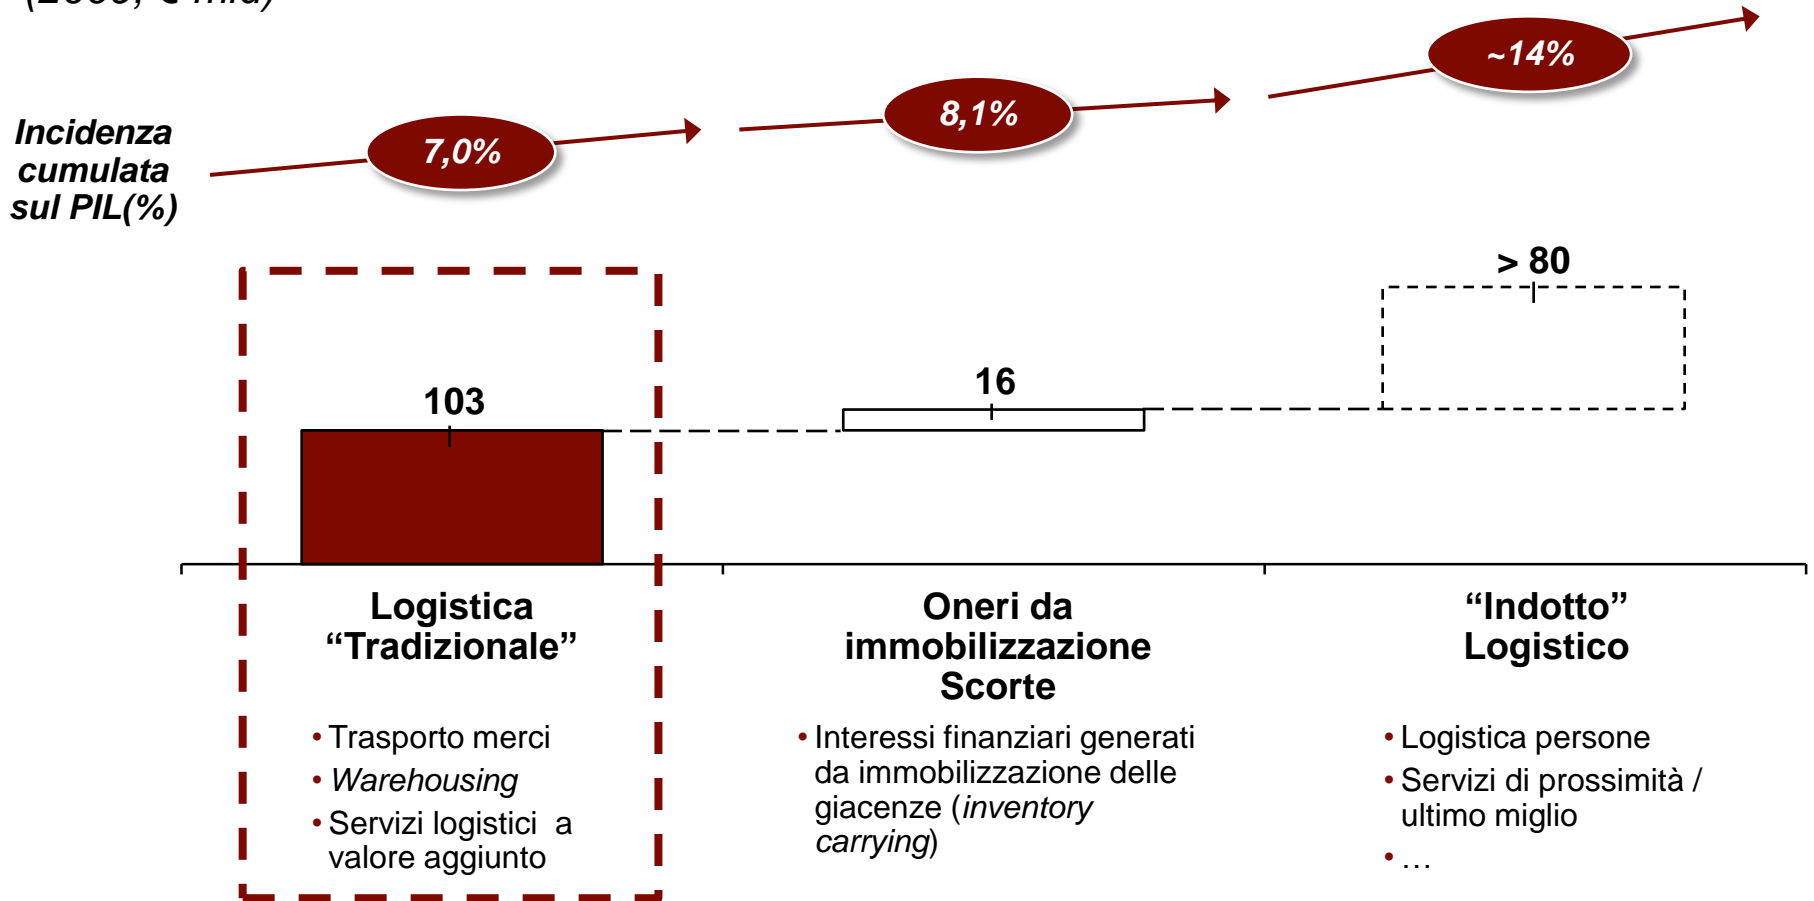 ~14%
8,1%
7,0%
Incidenza
cumulata
sul PIL(%)
> 80
103
16
Logistica
“Tradizionale”
Oneri da
immobilizzazione
Scorte
“Indotto”
Logistico
• Trasporto merci
• Warehousing
• Servizi logistici a
valore aggiunto
• Interessi finanziari generati
da immobilizzazione delle
giacenze (inventory
carrying)
• Logistica persone
• Servizi di prossimità /
ultimo miglio
• …